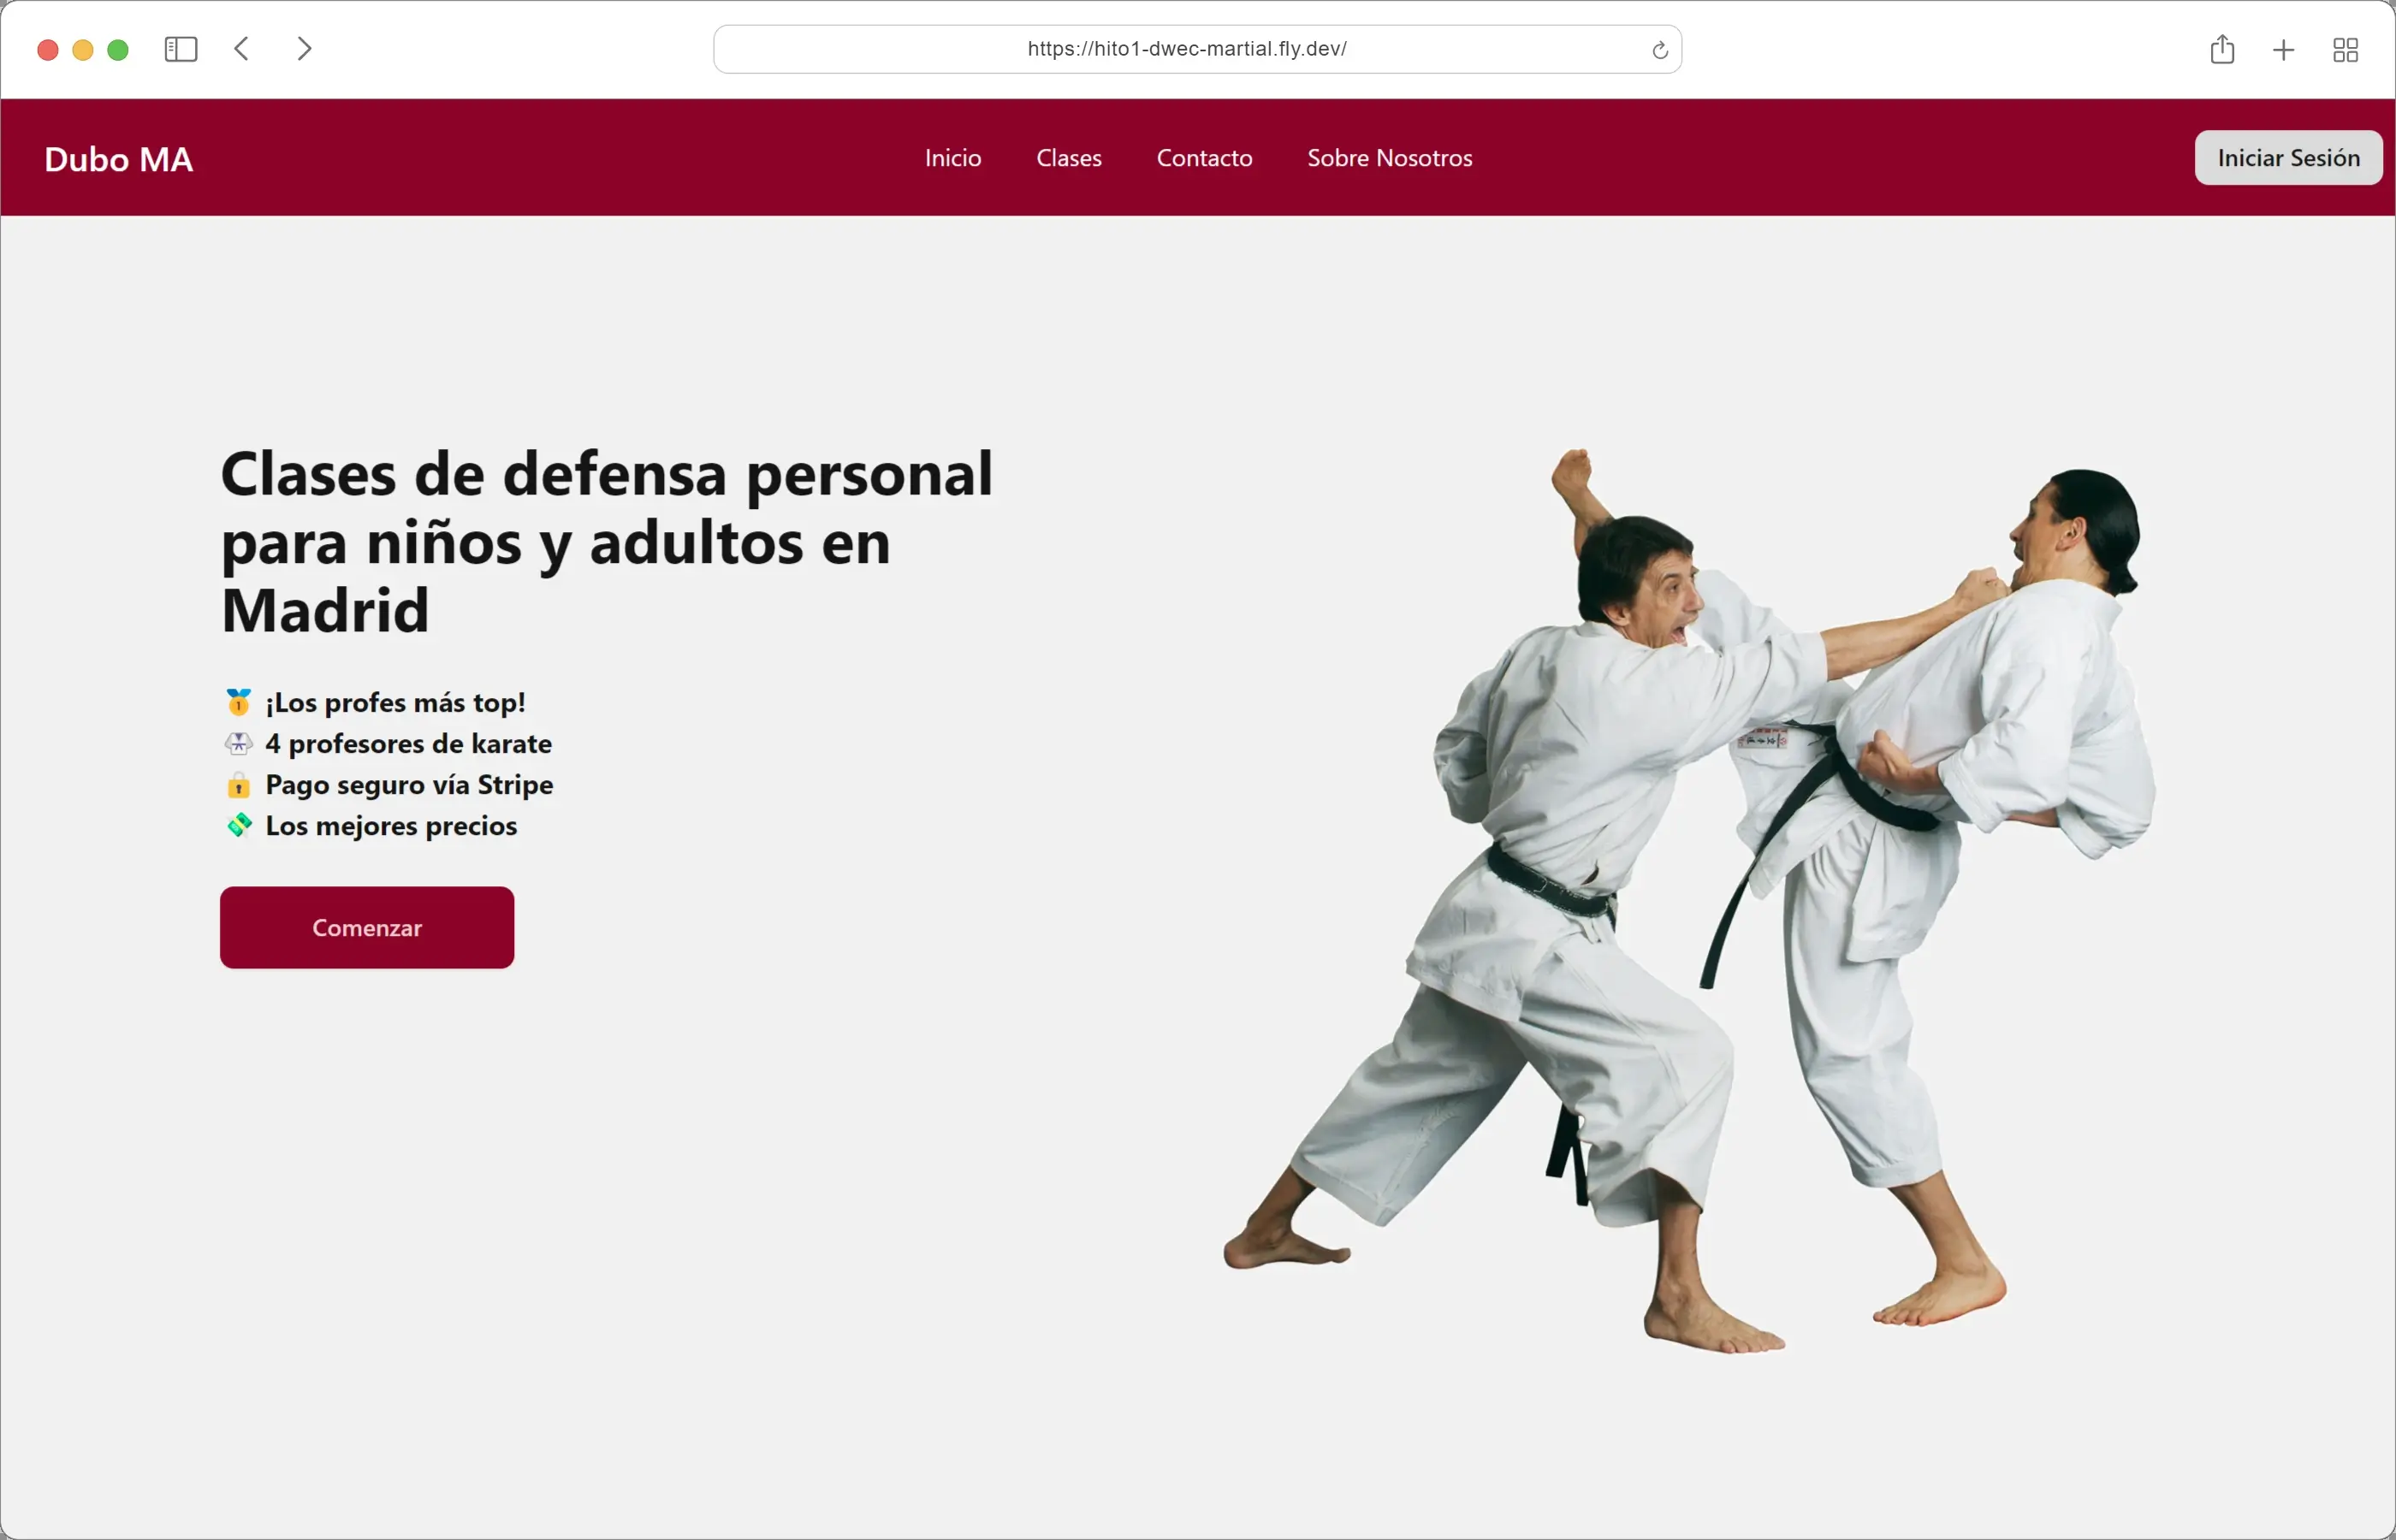 https://hito1-dwec-martial.fly.dev/
Dubo MA
Inicio
Clases
Contacto
Sobre Nosotros
Iniciar Sesión
Clases de defensa personal
para niños y adultos en
Madrid
¡Los profes más top!
4 profesores de karate
Pago seguro vía Stripe
Los mejores precios
Comenzar